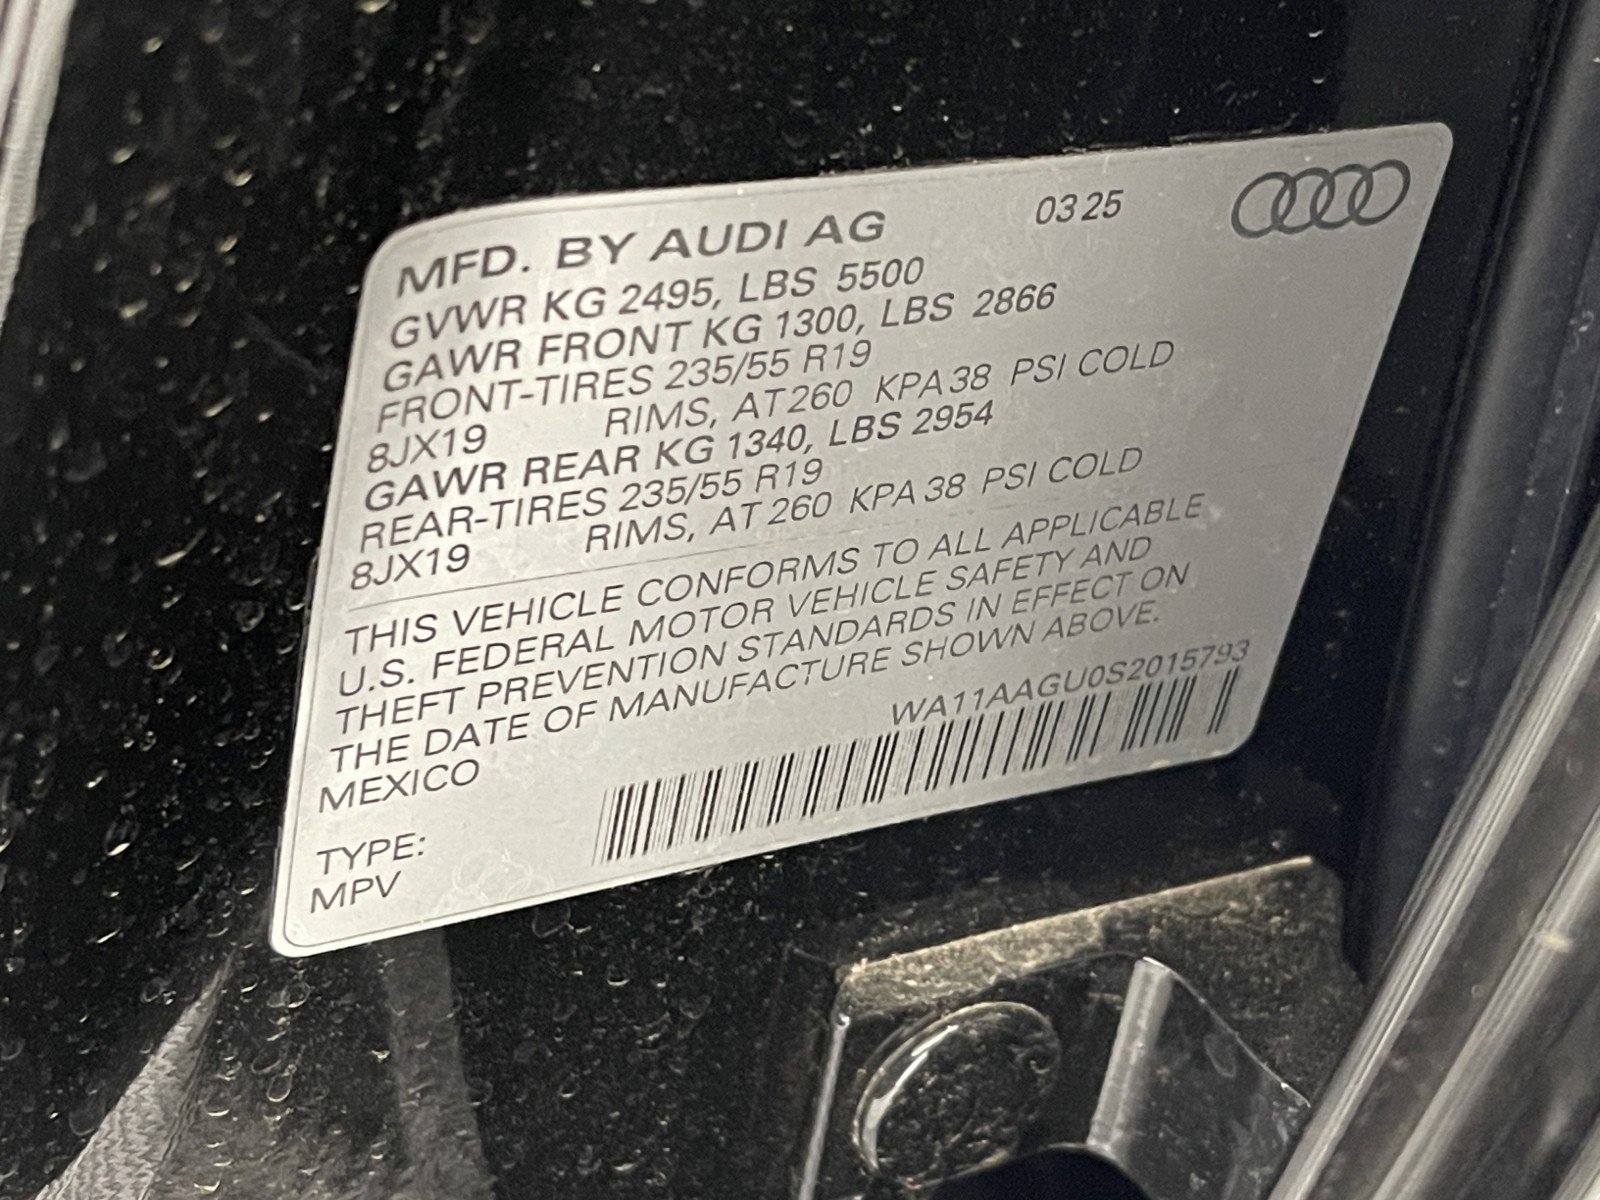 MFD. BY AUDI AG 03 25
GVWR KG 2495, LBS 5500
GAWR FRONT KG 1300, LBS 2866
FRONT-TIRES 235/55 R19
8JX19 RIMS, AT 260 KPA 38 PSI COLD
GAWR REAR KG 1340, LBS 2954
REAR-TIRES 235/55 R19
8JX19 RIMS, AT 260 KPA 38 PSI COLD
THIS VEHICLE CONFORMS TO ALL APPLICABLE
U.S. FEDERAL MOTOR VEHICLE SAFETY AND
THEFT PREVENTION STANDARDS IN EFFECT ON
THE DATE OF MANUFACTURE SHOWN ABOVE.
MEXICO WA11AAGU0S2015793
TYPE:
MPV